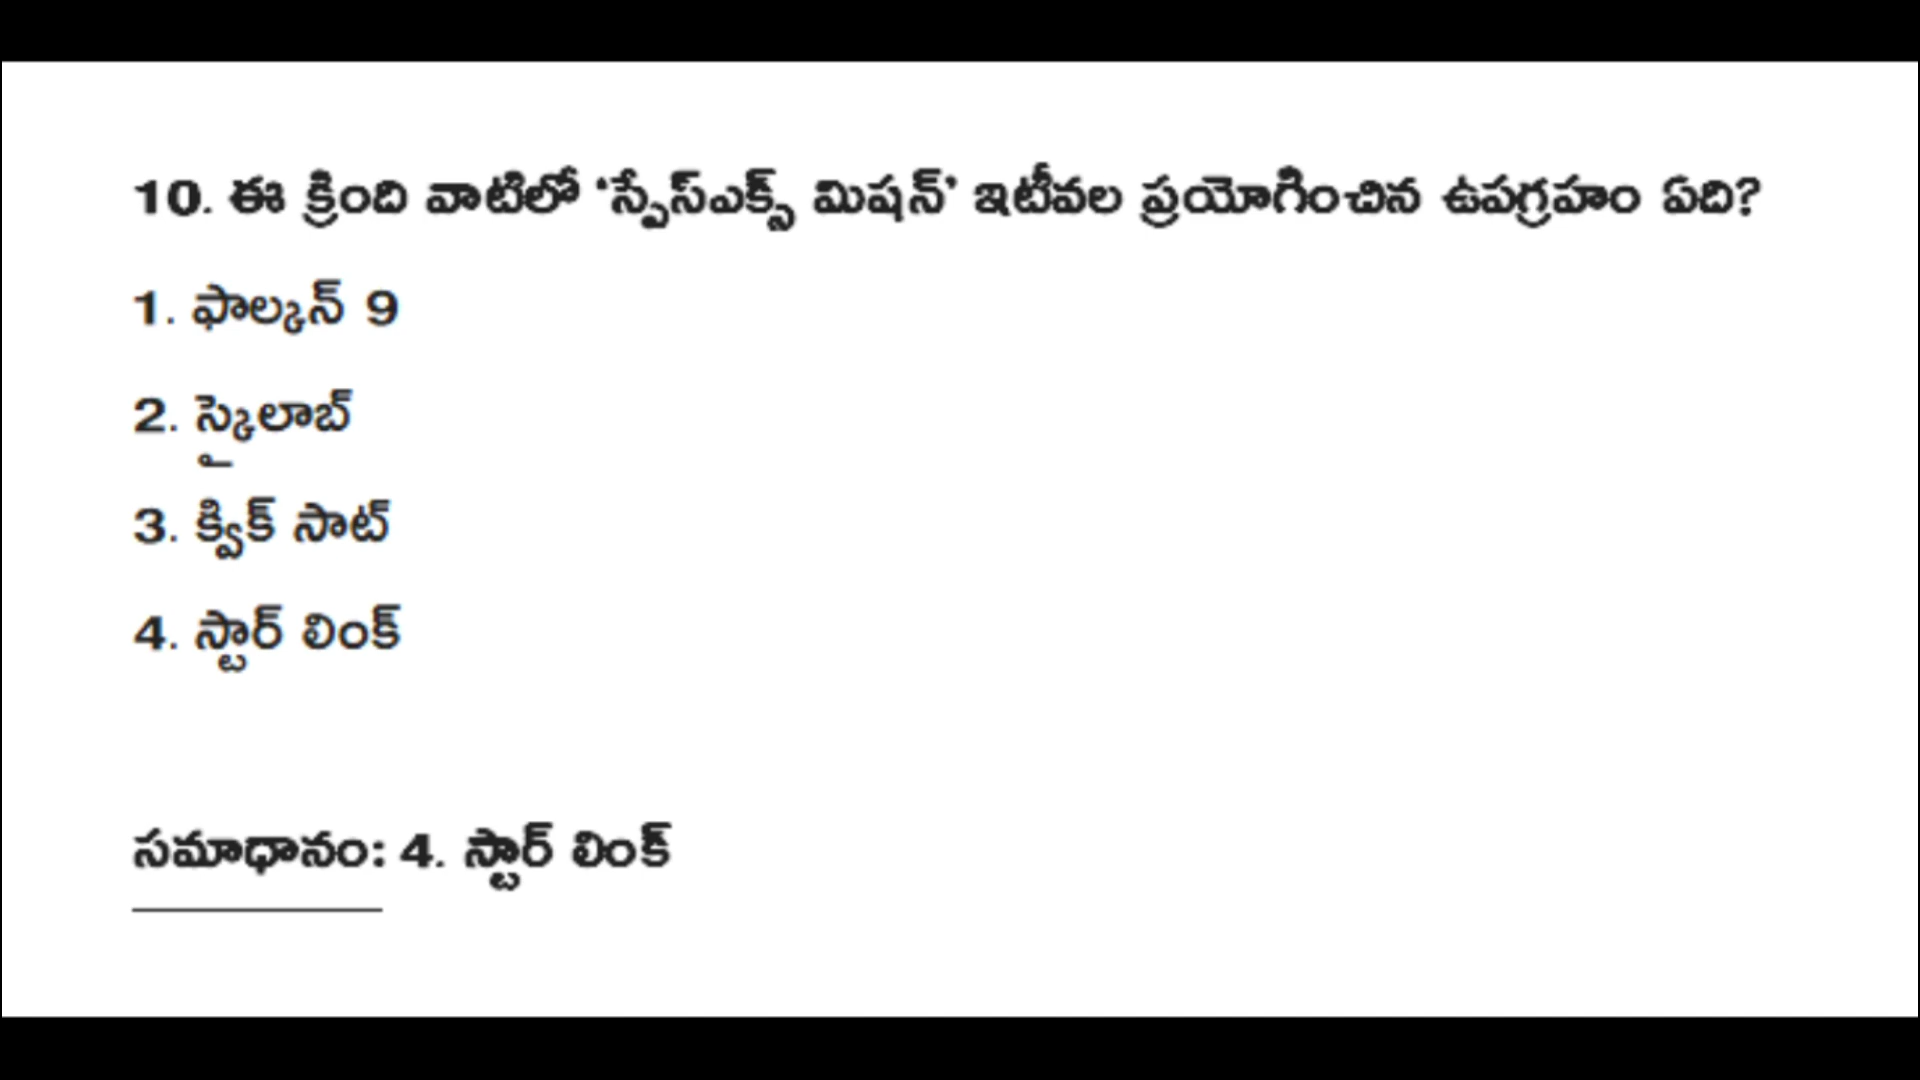 10. ఈ క్రింది వాటిలో ‘స్పేస్ఎక్స్ మిషన్’ ఇటీవల ప్రయోగించిన ఉపగ్రహం ఏది?
1. ఫాల్కన్ 9
2. స్కైలాబ్
3. క్విక్ సాట్
4. స్టార్ లింక్
సమాధానం: 4. స్టార్ లింక్